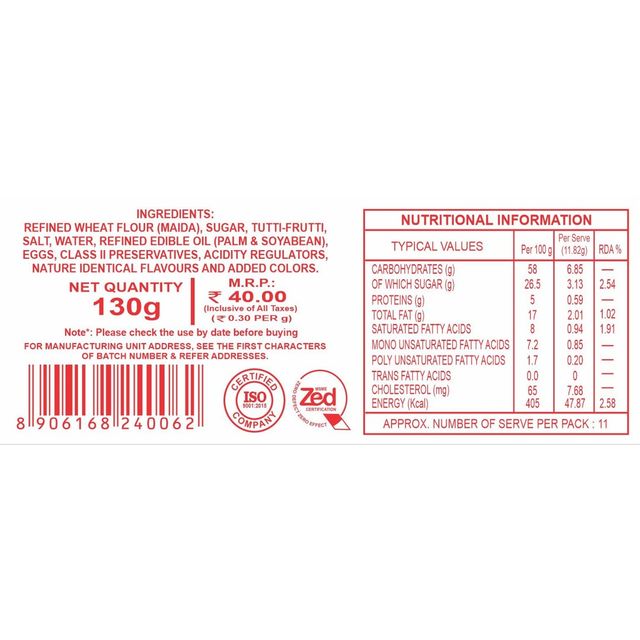 INGREDIENTS:
REFINED WHEAT FLOUR (MAIDA), SUGAR, TUTTI-FRUTTI,
SALT, WATER, REFINED EDIBLE OIL (PALM & SOYABEAN),
EGGS, CLASS II PRESERVATIVES, ACIDITY REGULATORS,
NATURE IDENTICAL FLAVOURS AND ADDED COLORS.
NET QUANTITY
130g
M.R.P.:
₹ 40.00
(Inclusive of All Taxes)
(₹ 0.30 PER g)
Note*: Please check the use by date before buying
FOR MANUFACTURING UNIT ADDRESS, SEE THE FIRST CHARACTERS
OF BATCH NUMBER & REFER ADDRESSES.
8 906168 240062
CERTIFIED
ISO
9001:2015
COMPANY
MSME
Zed
CERTIFICATION
ZERO DEFECT ZERO EFFECT
NUTRITIONAL INFORMATION
TYPICAL VALUES Per 100 g Per Serve (11.82g) RDA %
CARBOHYDRATES (g) 58 6.85 —
OF WHICH SUGAR (g) 26.5 3.13 2.54
PROTEINS (g) 5 0.59 —
TOTAL FAT (g) 17 2.01 1.02
SATURATED FATTY ACIDS 8 0.94 1.91
MONO UNSATURATED FATTY ACIDS 7.2 0.85 —
POLY UNSATURATED FATTY ACIDS 1.7 0.20 —
TRANS FATTY ACIDS 0.0 0 —
CHOLESTEROL (mg) 65 7.68 —
ENERGY (Kcal) 405 47.87 2.58
APPROX. NUMBER OF SERVE PER PACK : 11